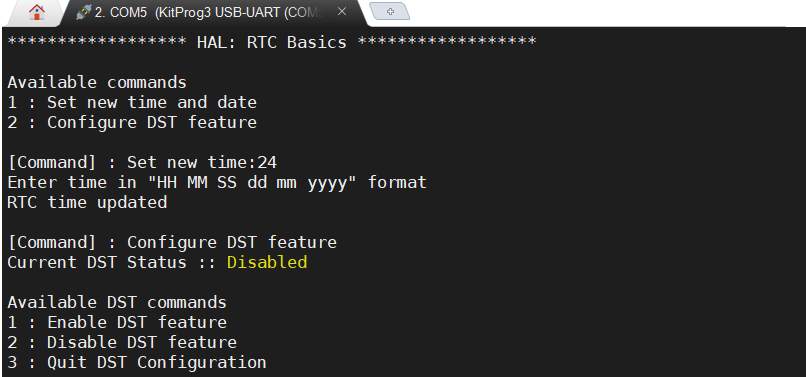 2. COM5 (KitProg3 USB-UART (COM
****************** HAL: RTC Basics ******************
Available commands
1 : Set new time and date
2 : Configure DST feature
[Command] : Set new time:24
Enter time in "HH MM SS dd mm yyyy" format
RTC time updated
[Command] : Configure DST feature
Current DST Status :: Disabled
Available DST commands
1 : Enable DST feature
2 : Disable DST feature
3 : Quit DST Configuration